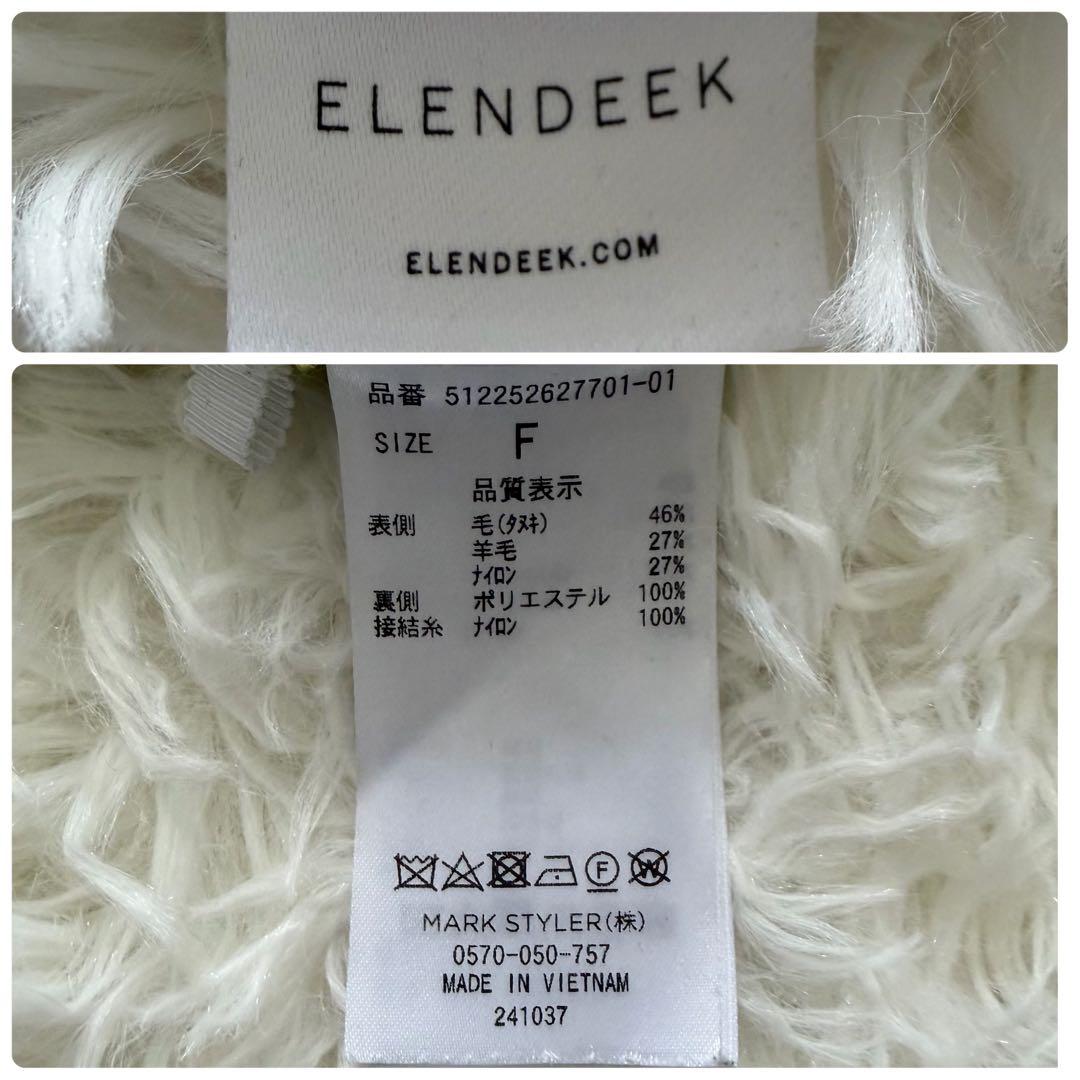 ELENDEEK
ELENDEEK.COM
品番 512252627701-01
SIZE F
品質表示
表側 毛(ﾀﾇｷ) 46%
羊毛 27%
ﾅｲﾛﾝ 27%
裏側 ポリエステル 100%
接結糸 ﾅｲﾛﾝ 100%
F W
MARK STYLER(株)
0570-050-757
MADE IN VIETNAM
241037